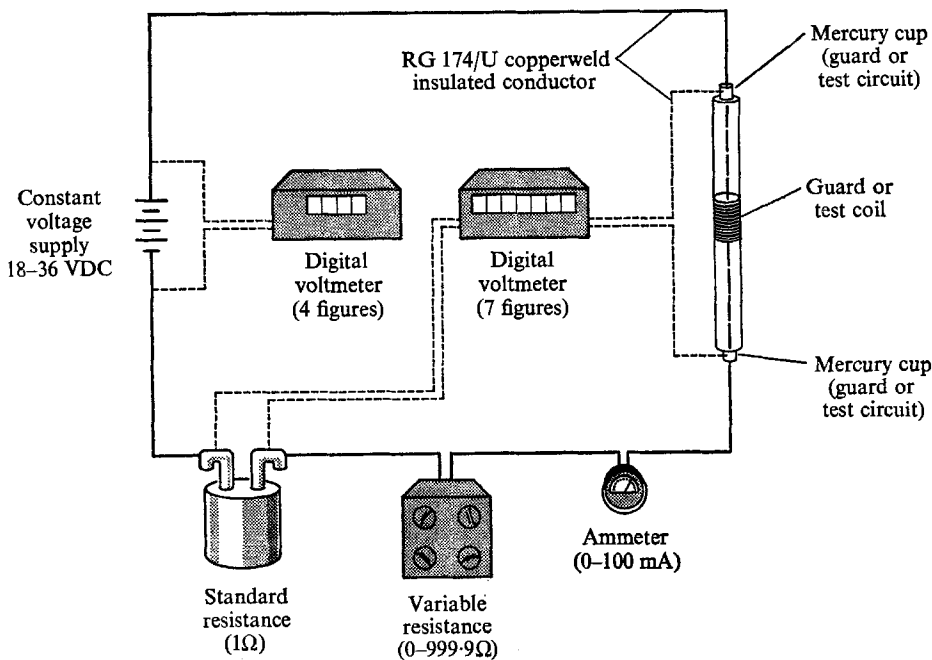 RG 174/U copperweld
insulated conductor
Mercury cup
(guard or
test circuit)
Constant
voltage
supply
18–36 VDC
Digital
voltmeter
(4 figures)
Digital
voltmeter
(7 figures)
Guard or
test coil
Mercury cup
(guard or
test circuit)
Standard
resistance
(1Ω)
Variable
resistance
(0–999·9Ω)
Ammeter
(0–100 mA)